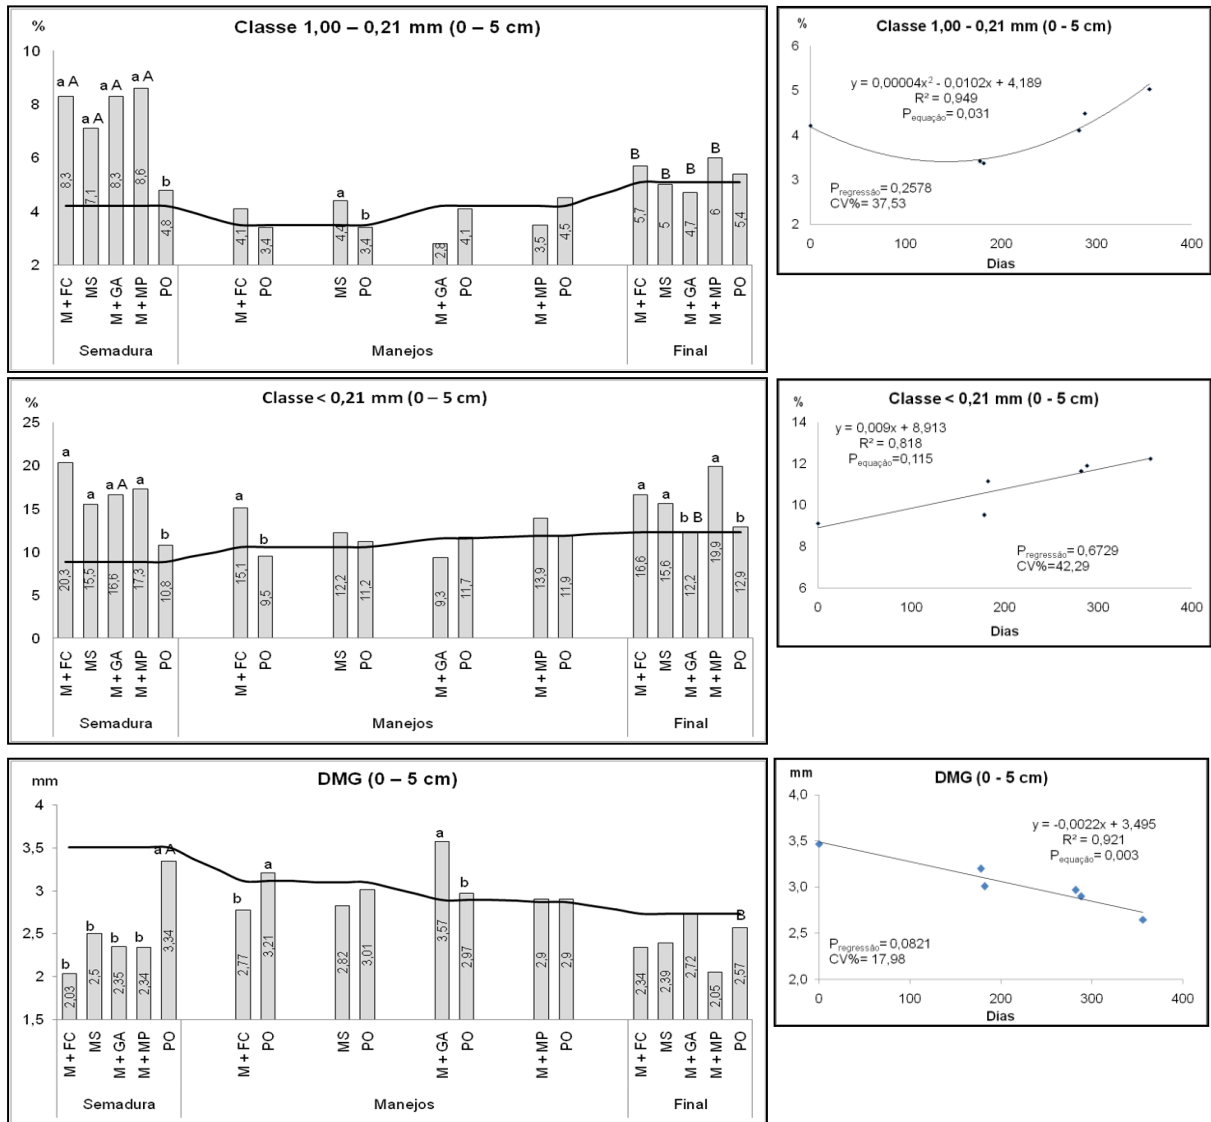 %
Classe 1,00 – 0,21 mm (0 – 5 cm)
10
8
6
4
2
a A
a A
a A
a A
b
a
b
B
B
B
B
8,3
7,1
8,3
8,6
4,8
4,1
3,4
4,4
3,4
2,8
4,1
3,5
4,5
5,7
5
4,7
6
5,4
M + FC
MS
M + GA
M + MP
PO
M + FC
PO
MS
PO
M + GA
PO
M + MP
PO
M + FC
MS
M + GA
M + MP
PO
Semadura
Manejos
Final
%
Classe 1,00 - 0,21 mm (0 - 5 cm)
6
5
4
3
2
y = 0,00004x² - 0,0102x + 4,189
R² = 0,949
Pequação = 0,031
Pregressão= 0,2578
CV%= 37,53
0
100
200
300
400
Dias
%
Classe < 0,21 mm (0 – 5 cm)
25
20
15
10
5
0
a
a
a A
a
b
a
b
a
a
b B
a
b
20,3
15,5
16,6
17,3
10,8
15,1
9,5
12,2
11,2
9,3
11,7
13,9
11,9
16,6
15,6
12,2
19,9
12,9
M + FC
MS
M + GA
M + MP
PO
M + FC
PO
MS
PO
M + GA
PO
M + MP
PO
M + FC
MS
M + GA
M + MP
PO
Semadura
Manejos
Final
%
Classe < 0,21 mm (0 - 5 cm)
14
12
10
8
6
y = 0,009x + 8,913
R² = 0,818
Pequação=0,115
Pregressão= 0,6729
CV%=42,29
0
100
200
300
400
Dias
mm
DMG (0 – 5 cm)
4
3,5
3
2,5
2
1,5
b
b
b
b
a A
b
a
a
b
B
2,03
2,5
2,35
2,34
3,34
2,77
3,21
2,82
3,01
3,57
2,97
2,9
2,9
2,34
2,39
2,72
2,05
2,57
M + FC
MS
M + GA
M + MP
PO
M + FC
PO
MS
PO
M + GA
PO
M + MP
PO
M + FC
MS
M + GA
M + MP
PO
Semadura
Manejos
Final
mm
DMG (0 - 5 cm)
4,0
3,5
3,0
2,5
2,0
y = -0,0022x + 3,495
R² = 0,921
Pequação = 0,003
Pregressão= 0,0821
CV%= 17,98
0
100
200
300
400
Dias